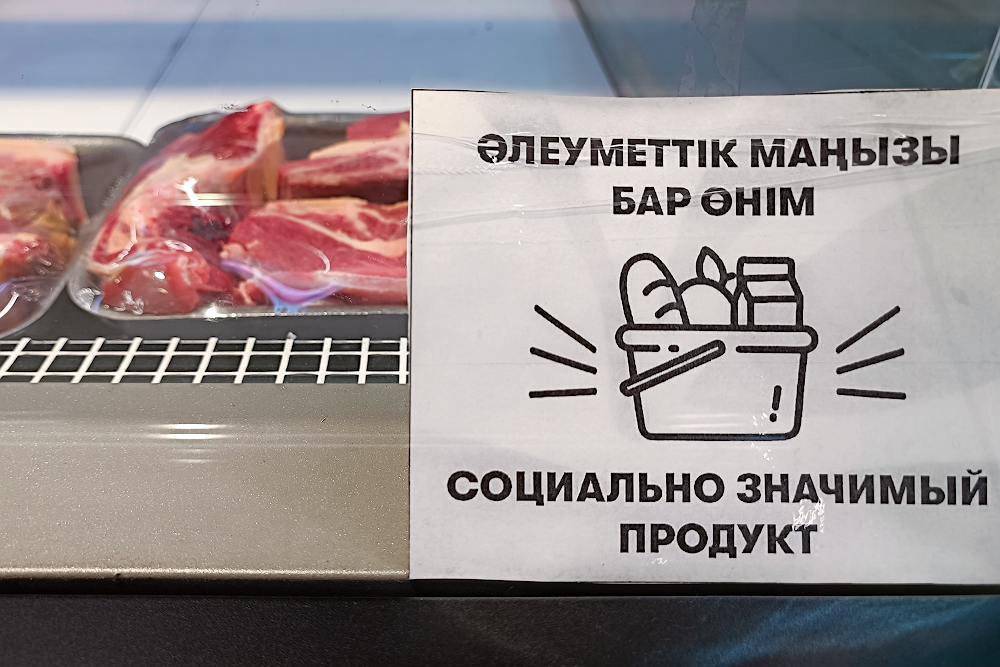 ӘЛЕУМЕТТІК МАҢЫЗЫ
БАР ӨНІМ
СОЦИАЛЬНО ЗНАЧИМЫЙ
ПРОДУКТ